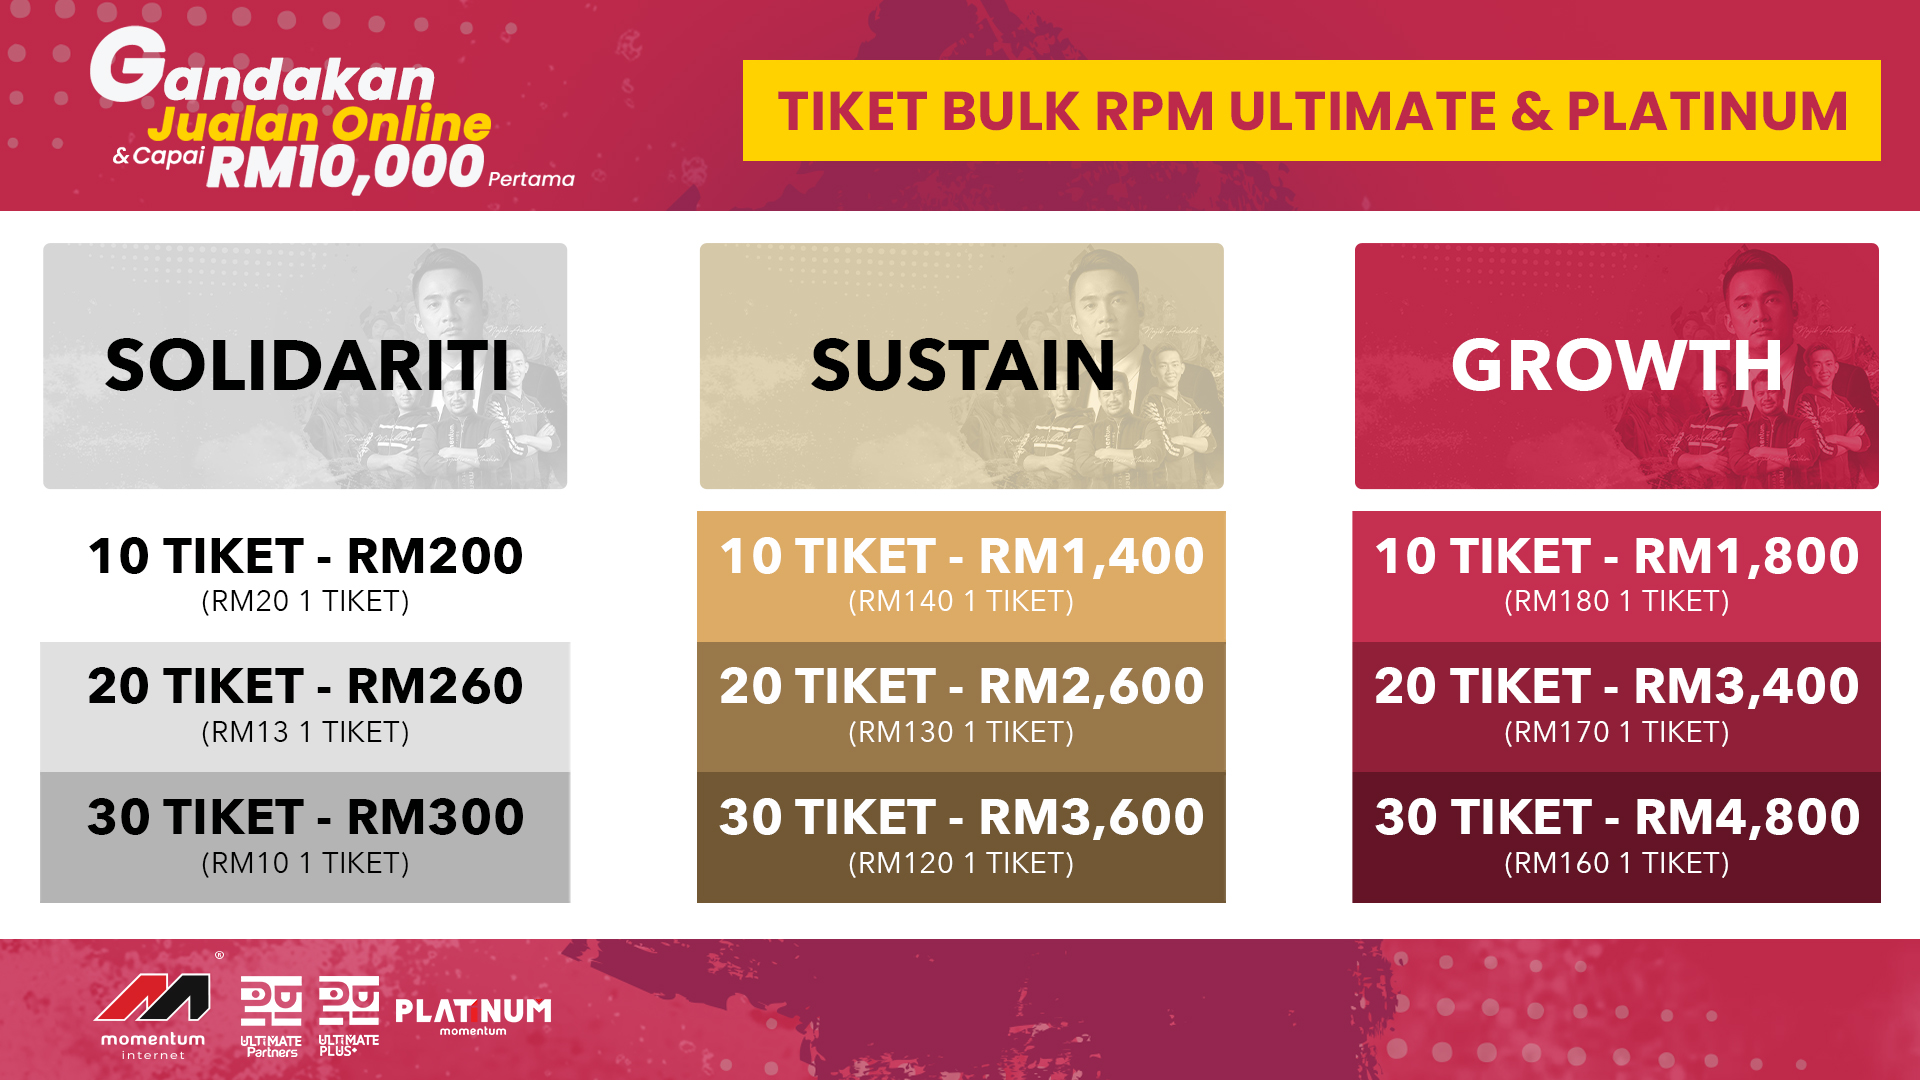 Gandakan
Jualan Online
& Capai RM10,000 Pertama
TIKET BULK RPM ULTIMATE & PLATINUM
SOLIDARITI
10 TIKET - RM200
(RM20 1 TIKET)
20 TIKET - RM260
(RM13 1 TIKET)
30 TIKET - RM300
(RM10 1 TIKET)
SUSTAIN
10 TIKET - RM1,400
(RM140 1 TIKET)
20 TIKET - RM2,600
(RM130 1 TIKET)
30 TIKET - RM3,600
(RM120 1 TIKET)
GROWTH
10 TIKET - RM1,800
(RM180 1 TIKET)
20 TIKET - RM3,400
(RM170 1 TIKET)
30 TIKET - RM4,800
(RM160 1 TIKET)
®
momentum
internet
ULTIMATE
Partners
ULTIMATE
PLUS+
PLATINUM
momentum